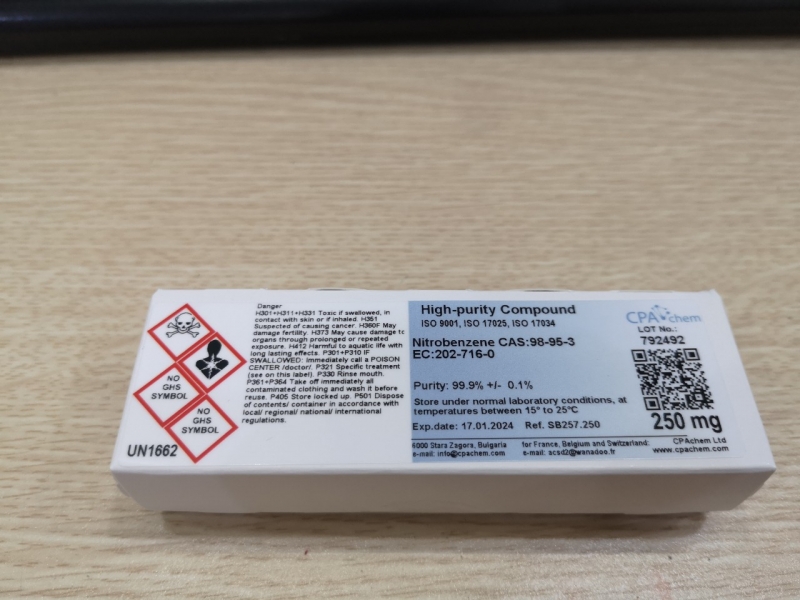 Danger
H301+H311+H331 Toxic if swallowed, in
contact with skin or if inhaled. H351
Suspected of causing cancer. H360F May
damage fertility. H373 May cause damage to
organs through prolonged or repeated
exposure. H412 Harmful to aquatic life with
long lasting effects. P301+P310 IF
SWALLOWED: Immediately call a POISON
CENTER /doctor/. P321 Specific treatment
(see on this label). P330 Rinse mouth.
P361+P364 Take off immediately all
contaminated clothing and wash it before
reuse. P405 Store locked up. P501 Dispose
of contents/ container in accordance with
local/ regional/ national/ international
regulations.
NO
GHS
SYMBOL
NO
GHS
SYMBOL
UN1662
High-purity Compound
ISO 9001, ISO 17025, ISO 17034
Nitrobenzene CAS:98-95-3
EC:202-716-0
Purity: 99.9% +/- 0.1%
Store under normal laboratory conditions, at
temperatures between 15° to 25°C
Exp.date: 17.01.2024 Ref. SB257.250
6000 Stara Zagora, Bulgaria
e-mail: info@cpachem.com
for France, Belgium and Switzerland:
e-mail: scsd2@wanadoo.fr
CPAchem
LOT No.:
792492
250 mg
CPAchem Ltd
www.cpachem.com